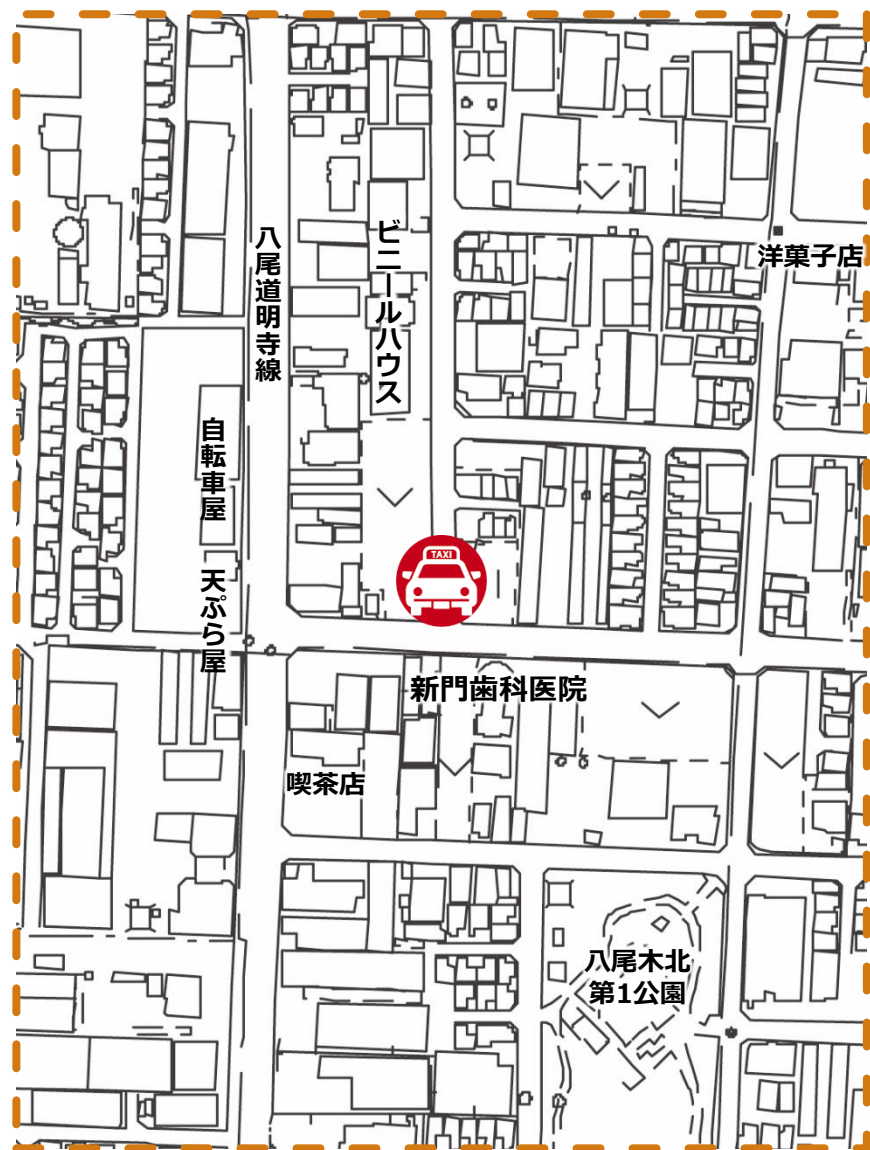 八尾道明寺線
ビニールハウス
洋菓子店
自転車屋
TAXI
天ぷら屋
新門歯科医院
喫茶店
八尾木北
第1公園